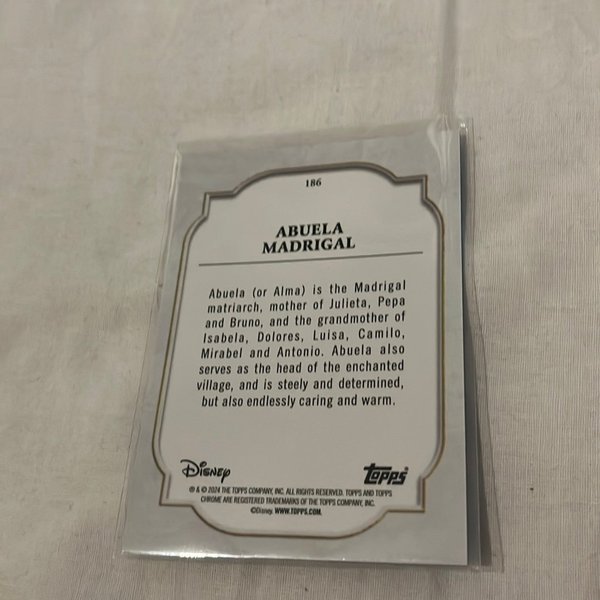 186
ABUELA
MADRIGAL
Abuela (or Alma) is the Madrigal
matriarch, mother of Julieta, Pepa
and Bruno, and the grandmother of
Isabela, Dolores, Luisa, Camilo,
Mirabel and Antonio. Abuela also
serves as the head of the enchanted
village, and is steely and determined,
but also endlessly caring and warm.
Disney Topps
® & © 2024 THE TOPPS COMPANY, INC. ALL RIGHTS RESERVED. TOPPS AND TOPPS
CHROME ARE REGISTERED TRADEMARKS OF THE TOPPS COMPANY, INC.
©Disney. WWW.TOPPS.COM.